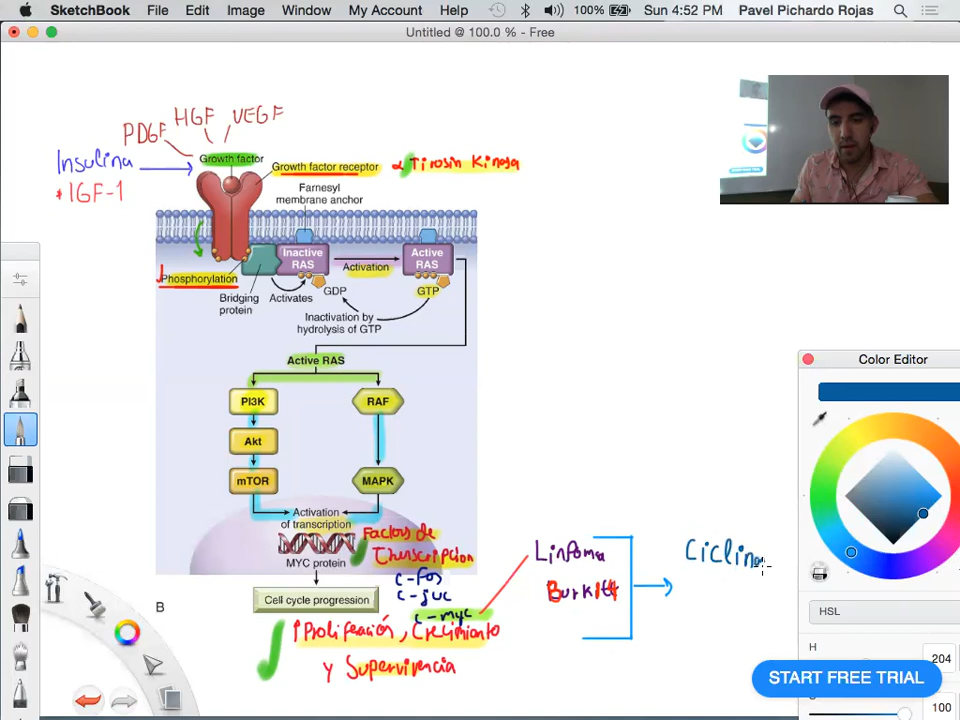 SketchBook File Edit Image Window My Account Help 100% Sun 4:52 PM Pavel Pichardo Rojas
Untitled @ 100.0 % - Free
PDGF HGF VEGF
Insulina
* IGF-1
Growth factor
Growth factor receptor
α Tirosin Kinasa
Farnesyl
membrane anchor
Inactive
RAS
Activation
Active
RAS
Phosphorylation
Bridging
protein
Activates
GDP
GTP
Inactivation by
hydrolysis of GTP
Active RAS
PI3K
RAF
Akt
mTOR
MAPK
Activation
of transcription
MYC protein
Factors de
Transcripcion
c-Fos
c-juc
c-myc
Cell cycle progression
B
↑ Proliferación, Crecimiento
y Supervivencia
Linfoma
Burkitt
Ciclina
Color Editor
HSL
H
204
100
START FREE TRIAL